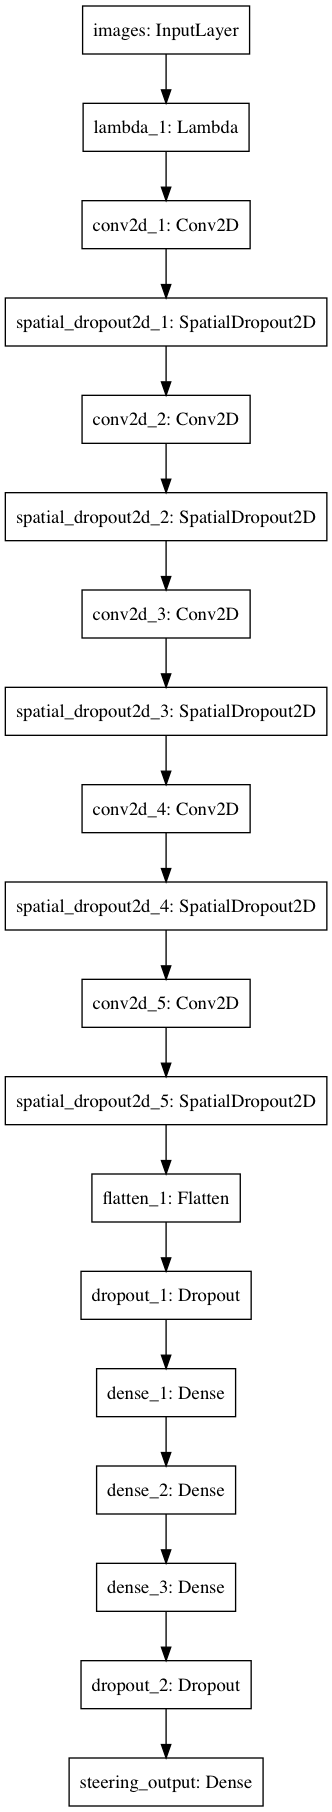 images: InputLayer
lambda_1: Lambda
conv2d_1: Conv2D
spatial_dropout2d_1: SpatialDropout2D
conv2d_2: Conv2D
spatial_dropout2d_2: SpatialDropout2D
conv2d_3: Conv2D
spatial_dropout2d_3: SpatialDropout2D
conv2d_4: Conv2D
spatial_dropout2d_4: SpatialDropout2D
conv2d_5: Conv2D
spatial_dropout2d_5: SpatialDropout2D
flatten_1: Flatten
dropout_1: Dropout
dense_1: Dense
dense_2: Dense
dense_3: Dense
dropout_2: Dropout
steering_output: Dense